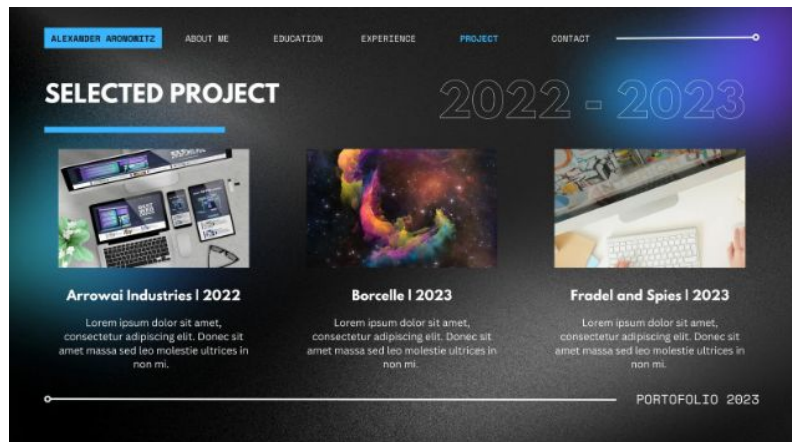 ALEXANDER ARONOWITZ
ABOUT ME
EDUCATION
EXPERIENCE
PROJECT
CONTACT
SELECTED PROJECT
2022 - 2023
Arrowai Industries | 2022
Lorem ipsum dolor sit amet,
consectetur adipiscing elit. Donec sit
amet massa sed leo molestie ultrices in
non mi.
Borcelle | 2023
Lorem ipsum dolor sit amet,
consectetur adipiscing elit. Donec sit
amet massa sed leo molestie ultrices in
non mi.
Fradel and Spies | 2023
Lorem ipsum dolor sit amet,
consectetur adipiscing elit. Donec sit
amet massa sed leo molestie ultrices in
non mi.
PORTOFOLIO 2023